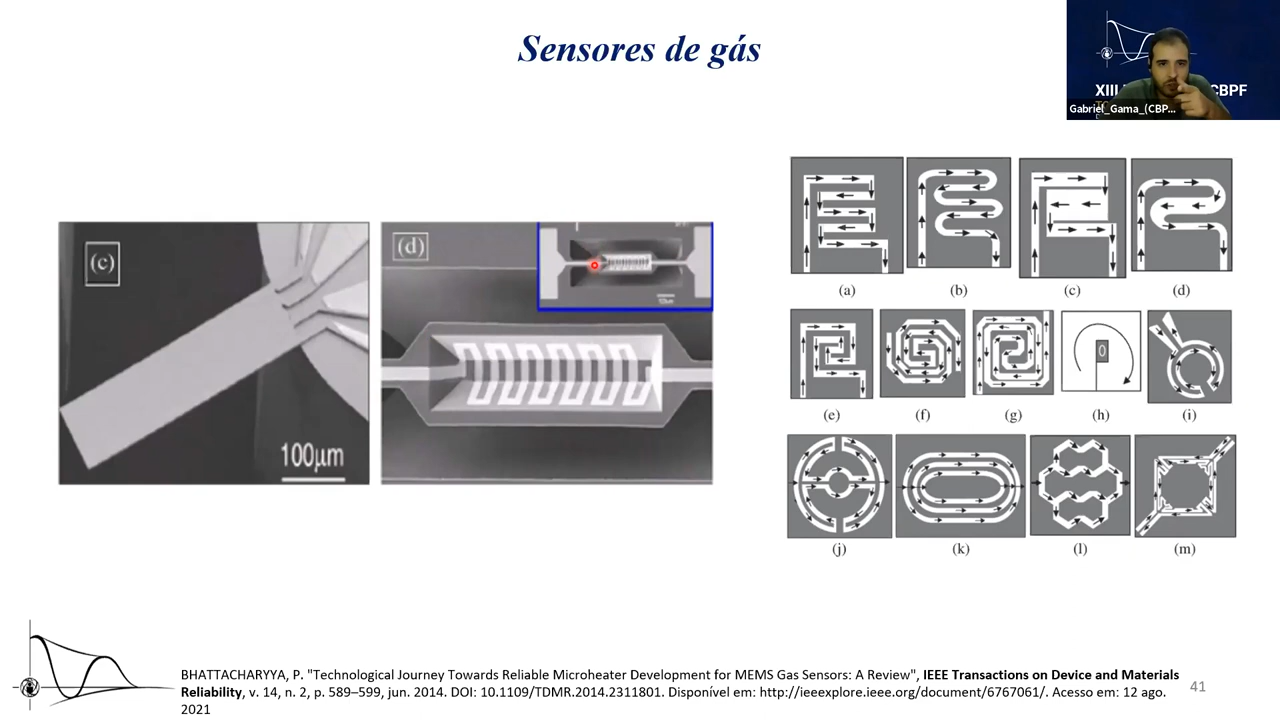 Sensores de gás
XIII
CBPF
Gabriel_Gama_(CBP...
(c)
100µm
(d)
(a)
(b)
(c)
(d)
(e)
(f)
(g)
(h)
(i)
(j)
(k)
(l)
(m)
BHATTACHARYYA, P. "Technological Journey Towards Reliable Microheater Development for MEMS Gas Sensors: A Review", IEEE Transactions on Device and Materials
Reliability, v. 14, n. 2, p. 589–599, jun. 2014. DOI: 10.1109/TDMR.2014.2311801. Disponível em: http://ieeexplore.ieee.org/document/6767061/. Acesso em: 12 ago.
2021
41